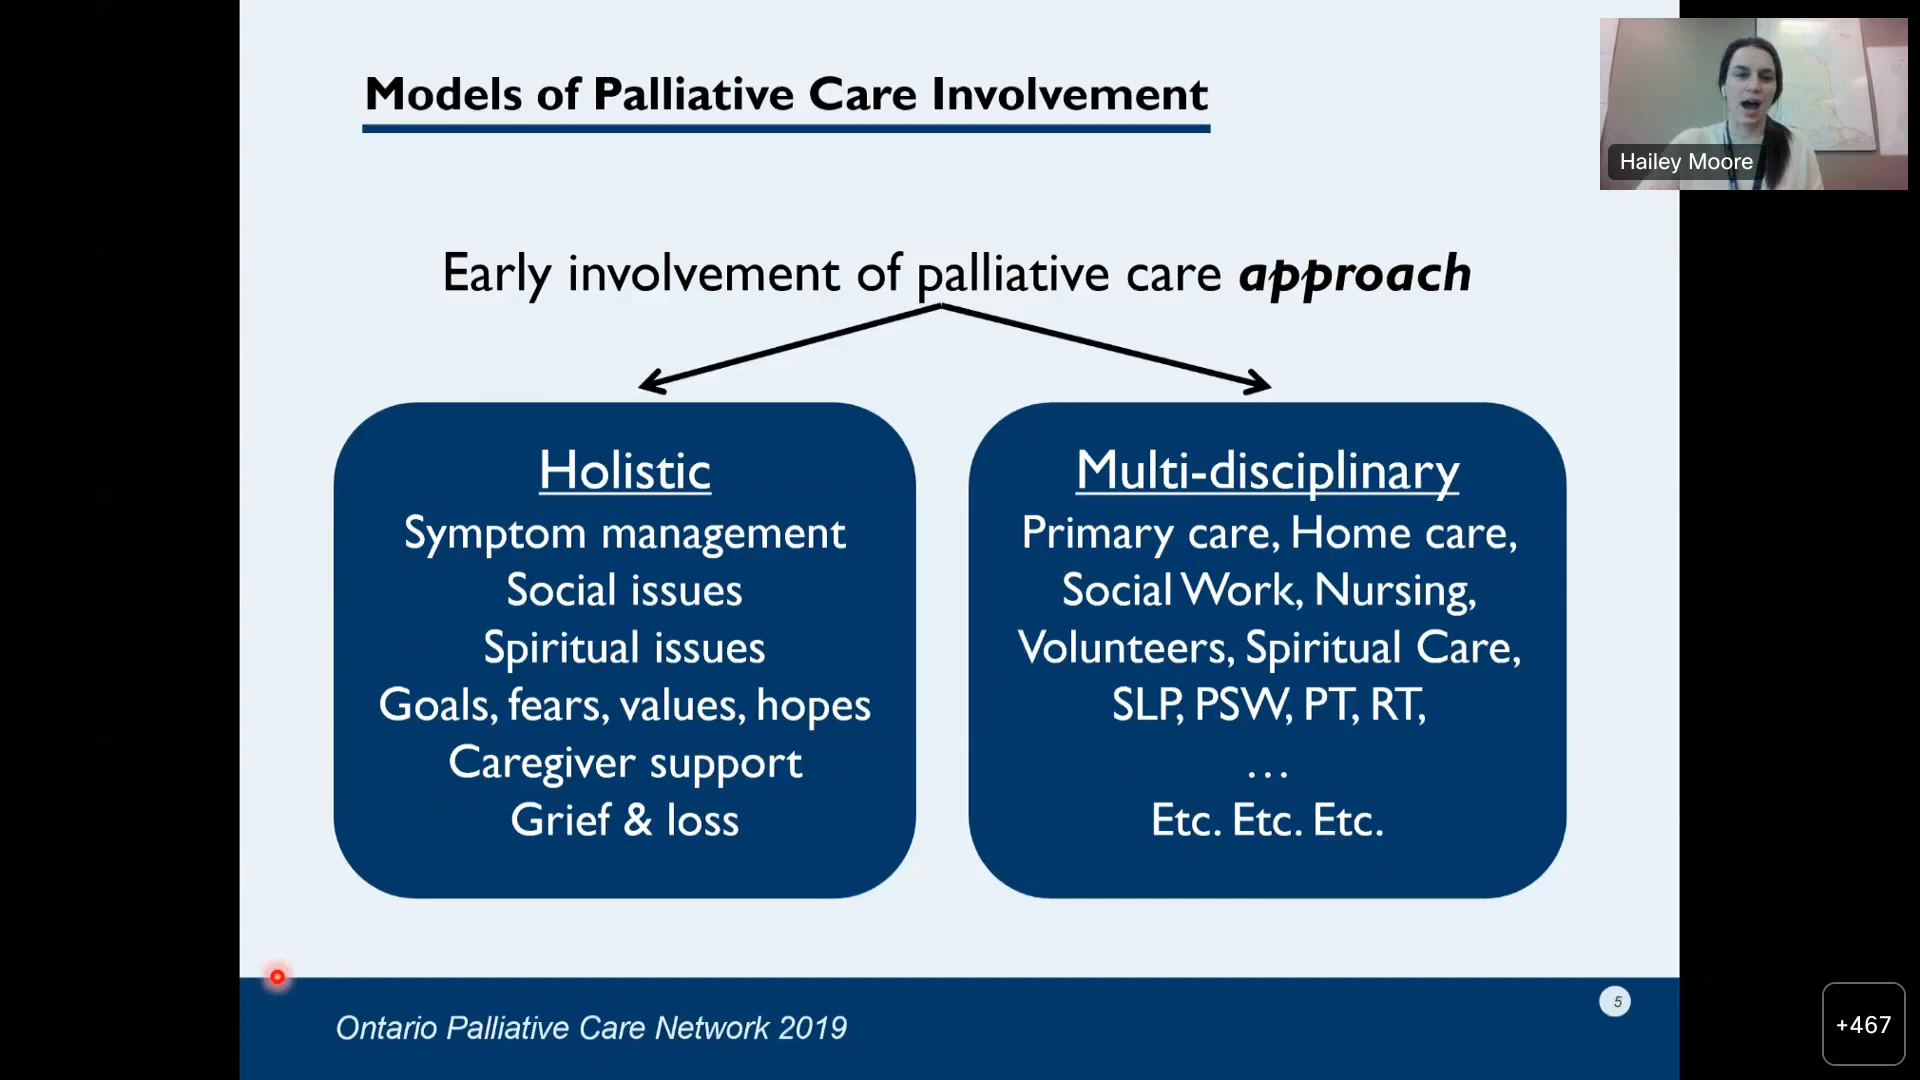 Models of Palliative Care Involvement
Hailey Moore
Early involvement of palliative care approach
Holistic
Symptom management
Social issues
Spiritual issues
Goals, fears, values, hopes
Caregiver support
Grief & loss
Multi-disciplinary
Primary care, Home care,
Social Work, Nursing,
Volunteers, Spiritual Care,
SLP, PSW, PT, RT,
…
Etc. Etc. Etc.
5
Ontario Palliative Care Network 2019
+467